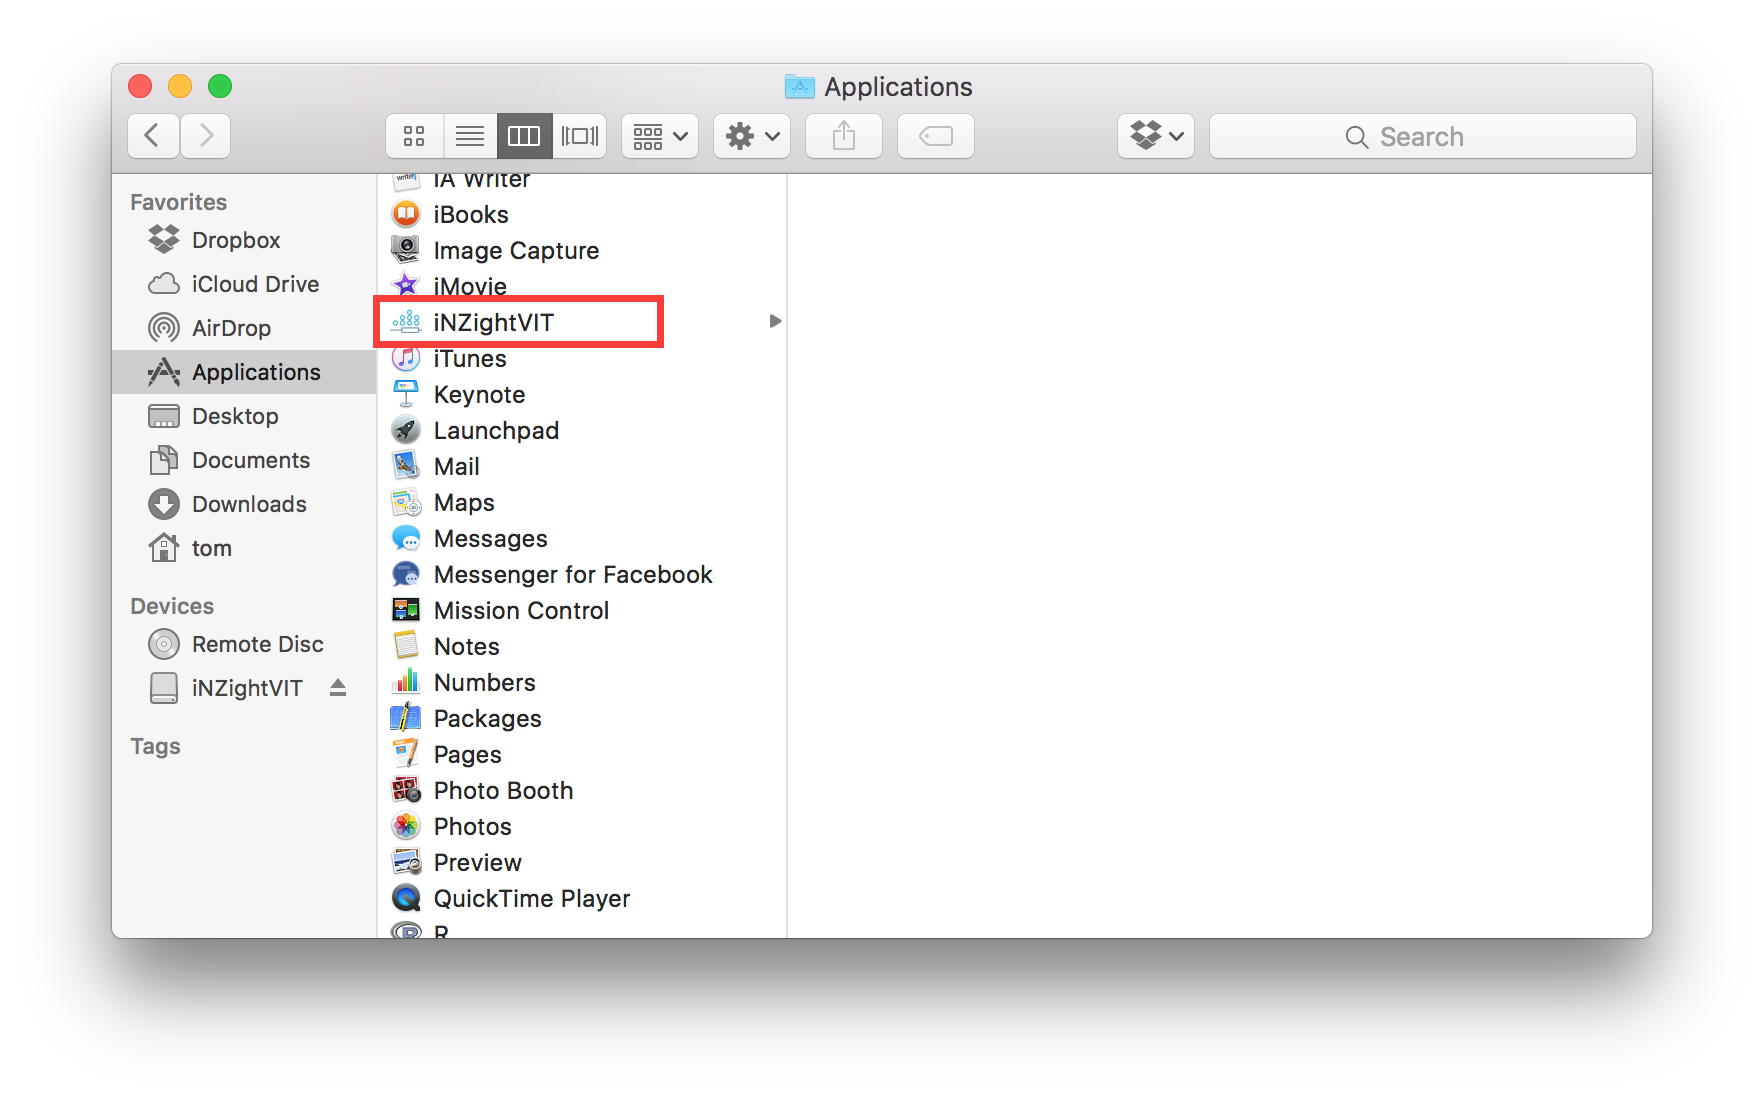 Applications
Search
Favorites
Dropbox
iCloud Drive
AirDrop
Applications
Desktop
Documents
Downloads
tom
Devices
Remote Disc
iNZightVIT
Tags
iA Writer
iBooks
Image Capture
iMovie
iNZightVIT
iTunes
Keynote
Launchpad
Mail
Maps
Messages
Messenger for Facebook
Mission Control
Notes
Numbers
Packages
Pages
Photo Booth
Photos
Preview
QuickTime Player
R